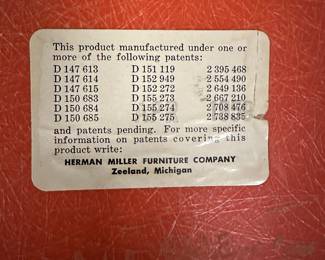 This product manufactured under one or
more of the following patents:
D 147 613 D 151 119 2 395 468
D 147 614 D 152 949 2 554 490
D 147 615 D 152 272 2 649 136
D 150 683 D 155 273 2 667 210
D 150 684 D 155 274 2 708 476
D 150 685 D 155 275 2 738 835
and patents pending. For more specific
information on patents covering this
product write:
HERMAN MILLER FURNITURE COMPANY
Zeeland, Michigan